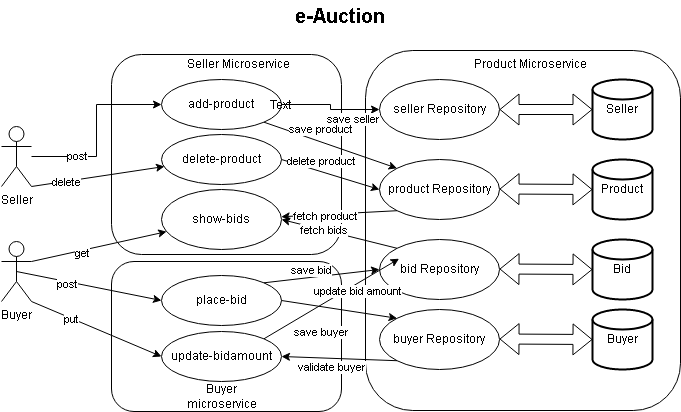 e-Auction
Seller Microservice
Product Microservice
add-product
Text
seller Repository
Seller
save seller
save product
post
delete-product
delete product
delete
Seller
product Repository
Product
show-bids
fetch product
fetch bids
get
Buyer
bid Repository
Bid
save bid
update bid amount
post
place-bid
put
save buyer
buyer Repository
Buyer
update-bidamount
validate buyer
Buyer
microservice